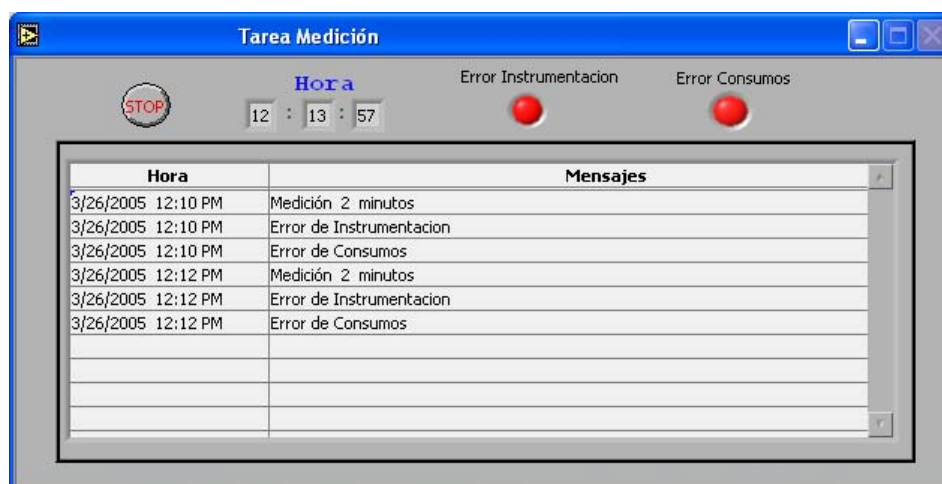 Tarea Medición
STOP
Hora
12 : 13 : 57
Error Instrumentacion
Error Consumos
Hora Mensajes
3/26/2005 12:10 PM Medición 2 minutos
3/26/2005 12:10 PM Error de Instrumentacion
3/26/2005 12:10 PM Error de Consumos
3/26/2005 12:12 PM Medición 2 minutos
3/26/2005 12:12 PM Error de Instrumentacion
3/26/2005 12:12 PM Error de Consumos